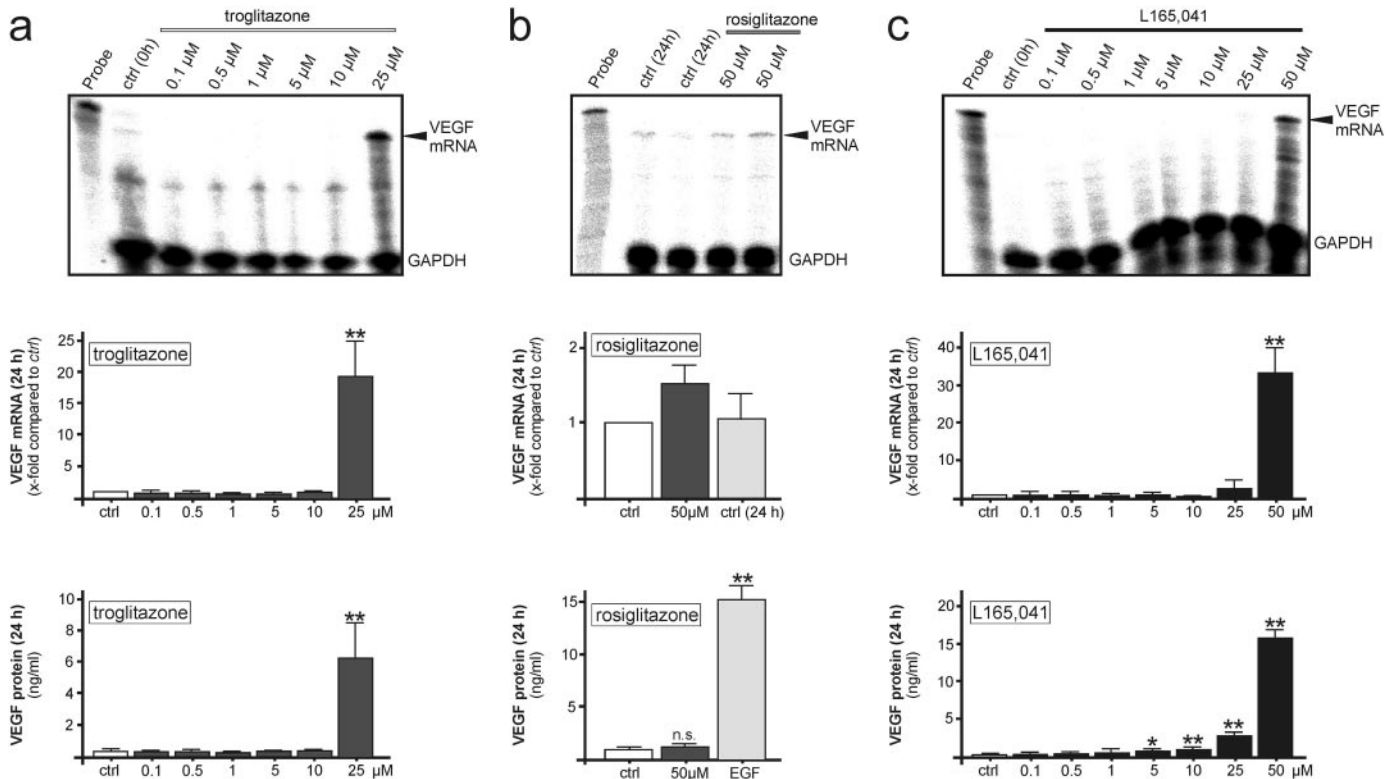 a
troglitazone
Probe
ctrl (0h)
0.1 µM
0.5 µM
1 µM
5 µM
10 µM
25 µM
VEGF
mRNA
GAPDH
b
rosiglitazone
Probe
ctrl (24h)
ctrl (24h)
50 µM
50 µM
VEGF
mRNA
GAPDH
c
L165,041
Probe
ctrl (0h)
0.1 µM
0.5 µM
1 µM
5 µM
10 µM
25 µM
50 µM
VEGF
mRNA
GAPDH
VEGF mRNA (24 h)
(x-fold compared to ctrl)
25
20
15
10
5
troglitazone
**
ctrl 0.1 0.5 1 5 10 25 µM
VEGF mRNA (24 h)
(x-fold compared to ctrl)
2
1
rosiglitazone
ctrl 50µM ctrl (24 h)
VEGF mRNA (24 h)
(x-fold compared to ctrl)
40
30
20
10
L165,041
**
ctrl 0.1 0.5 1 5 10 25 50 µM
VEGF protein (24 h)
(ng/ml)
10
8
6
4
2
troglitazone
**
ctrl 0.1 0.5 1 5 10 25 µM
VEGF protein (24 h)
(ng/ml)
15
10
5
rosiglitazone
n.s.
**
ctrl 50µM EGF
VEGF protein (24 h)
(ng/ml)
20
15
10
5
L165,041
* ** ** **
ctrl 0.1 0.5 1 5 10 25 50 µM